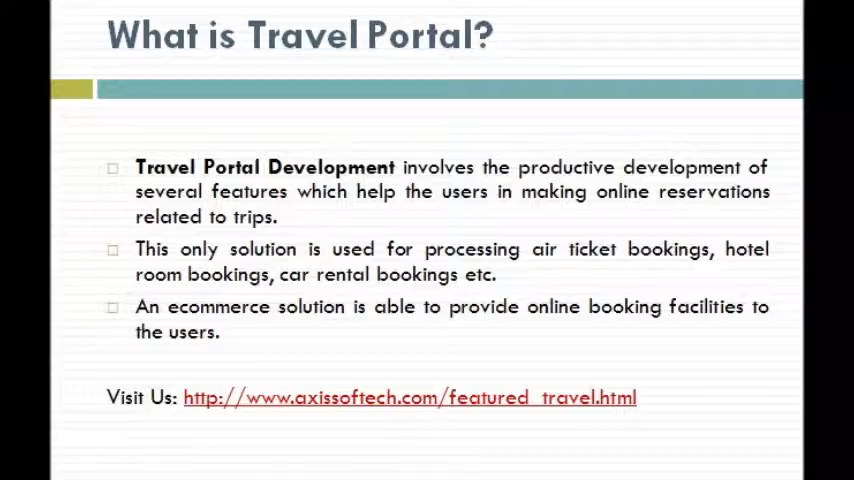 What is Travel Portal?
Travel Portal Development involves the productive development of
several features which help the users in making online reservations
related to trips.
This only solution is used for processing air ticket bookings, hotel
room bookings, car rental bookings etc.
An ecommerce solution is able to provide online booking facilities to
the users.
Visit Us: http://www.axissoftech.com/featured_travel.html